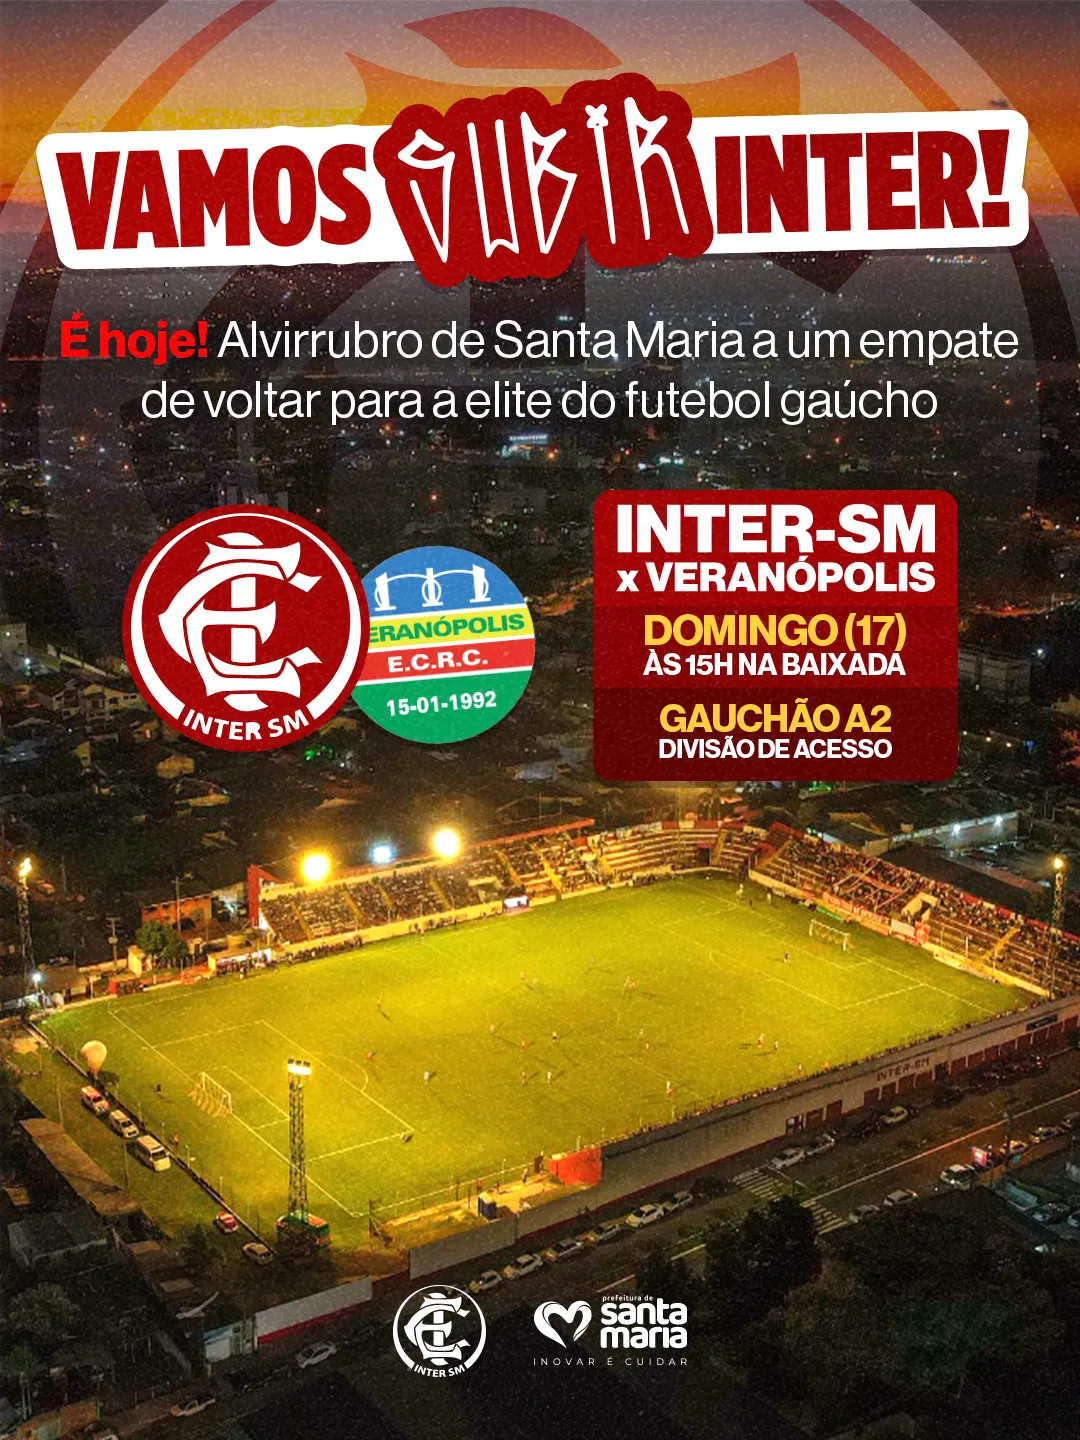 VAMOS SUBIR INTER!
É hoje! Alvirrubro de Santa Maria a um empate
de voltar para a elite do futebol gaúcho
INTER SM
ERANÓPOLIS
E.C.R.C.
15-01-1992
INTER-SM
x VERANÓPOLIS
DOMINGO (17)
ÀS 15H NA BAIXADA
GAUCHÃO A2
DIVISÃO DE ACESSO
INTER-SM
INTER SM
prefeitura de
santa
maria
INOVAR É CUIDAR